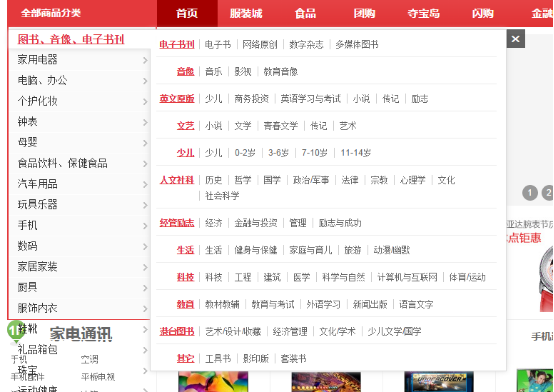 全部商品分类 首页 服装城 食品 团购 夺宝岛 闪购 金融
图书、音像、电子书刊
家用电器
电脑、办公
个护化妆
钟表
母婴
食品饮料、保健食品
汽车用品
玩具乐器
手机
数码
家居家装
厨具
服饰内衣
鞋靴
礼品箱包
珠宝
运动健康
电子书刊 电子书 网络原创 数字杂志 多媒体图书
音像 音乐 影视 教育音像
英文原版 少儿 商务投资 英语学习与考试 小说 传记 励志
文艺 小说 文学 青春文学 传记 艺术
少儿 少儿 0-2岁 3-6岁 7-10岁 11-14岁
人文社科 历史 哲学 国学 政治/军事 法律 宗教 心理学 文化
社会科学
经管励志 经济 金融与投资 管理 励志与成功
生活 生活 健身与保健 家庭与育儿 旅游 动漫/幽默
科技 科技 工程 建筑 医学 科学与自然 计算机与互联网 体育/运动
教育 教材教辅 教育与考试 外语学习 新闻出版 语言文字
港台图书 艺术/设计/收藏 经济管理 文化/学术 少儿文学/国学
其它 工具书 影印版 套装书
×
1 2
亚达腕表节庆
点钜惠
手机通
家电通讯
手机 空调
手机配件 平板电视
UNDERCOVER